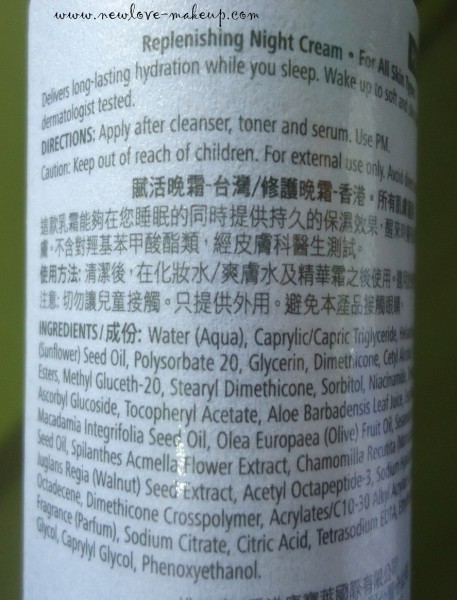 www.newlove-makeup.com
Replenishing Night Cream • For All Skin Types
Delivers long-lasting hydration while you sleep. Wake up to soft and
dermatologist tested.
DIRECTIONS: Apply after cleanser, toner and serum. Use PM.
Caution: Keep out of reach of children. For external use only. Avoid
賦活晚霜-台灣/修護晚霜-香港。所有肌膚
這款乳霜能夠在您睡眠的同時提供持久的保濕效果,醒來
膚。不含對羥基苯甲酸酯類,經皮膚科醫生測試。
使用方法: 清潔後,在化妝水/爽膚水及精華霜之後使用。
注意: 切勿讓兒童接觸。只提供外用。避免本產品接觸眼睛。
INGREDIENTS/成份: Water (Aqua), Caprylic/Capric Triglyceride,
(Sunflower) Seed Oil, Polysorbate 20, Glycerin, Dimethicone, Cetyl
Esters, Methyl Gluceth-20, Stearyl Dimethicone, Sorbitol, Niacinamide,
Ascorbyl Glucoside, Tocopheryl Acetate, Aloe Barbadensis Leaf Juice,
Macadamia Integrifolia Seed Oil, Olea Europaea (Olive) Fruit Oil,
Seed Oil, Spilanthes Acmella Flower Extract, Chamomilla Recutita
Juglans Regia (Walnut) Seed Extract, Acetyl Octapeptide-3, Sodium
Octadecene, Dimethicone Crosspolymer, Acrylates/C10-30 Alkyl
Fragrance (Parfum), Sodium Citrate, Citric Acid, Tetrasodium EDTA,
Glycol, Caprylyl Glycol, Phenoxyethanol.